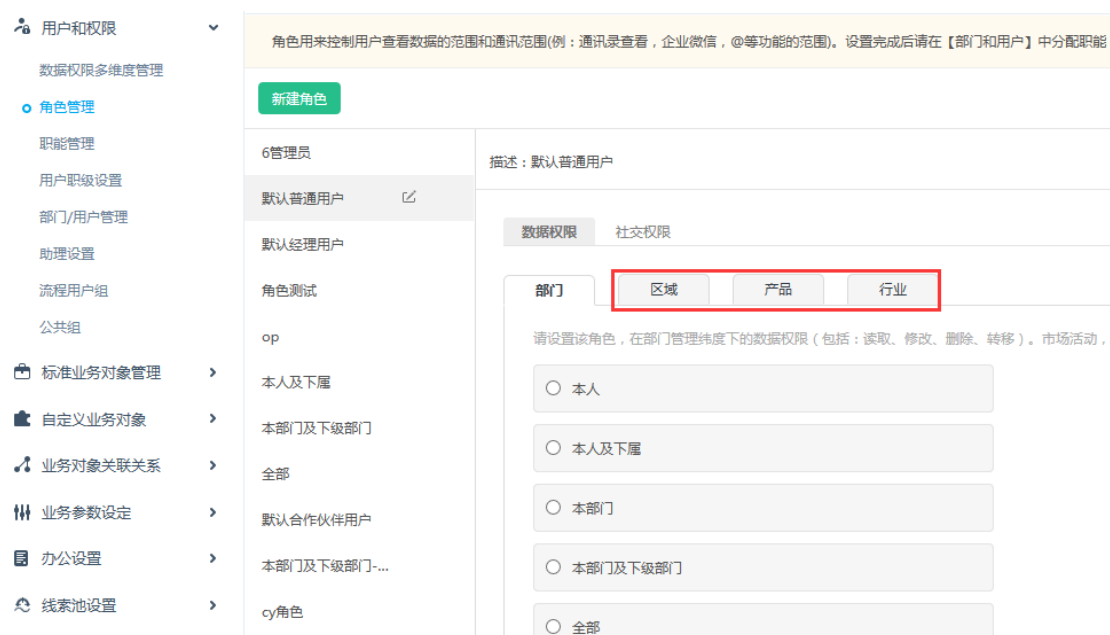 用户和权限
数据权限多维度管理
角色管理
职能管理
用户职级设置
部门/用户管理
助理设置
流程用户组
公共组
标准业务对象管理
自定义业务对象
业务对象关联关系
业务参数设定
办公设置
线索池设置
角色用来控制用户查看数据的范围和通讯范围(例：通讯录查看，企业微信，@等功能的范围)。设置完成后请在【部门和用户】中分配职能
新建角色
6管理员
默认普通用户
默认经理用户
角色测试
op
本人及下属
本部门及下级部门
全部
默认合作伙伴用户
本部门及下级部门-...
cy角色
描述：默认普通用户
数据权限 社交权限
部门 区域 产品 行业
请设置该角色，在部门管理纬度下的数据权限（包括：读取、修改、删除、转移）。市场活动，
本人
本人及下属
本部门
本部门及下级部门
全部